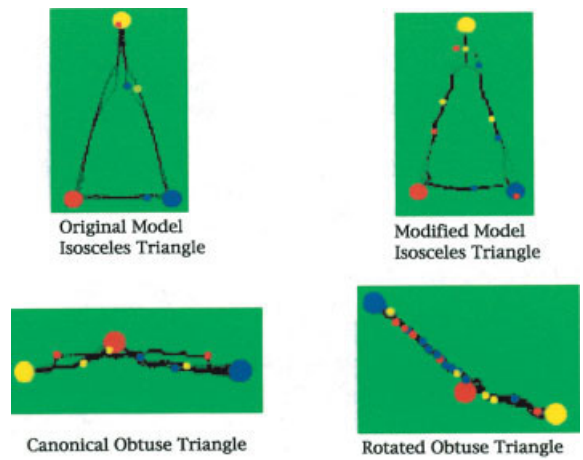 Original Model
Isosceles Triangle
Modified Model
Isosceles Triangle
Canonical Obtuse Triangle
Rotated Obtuse Triangle